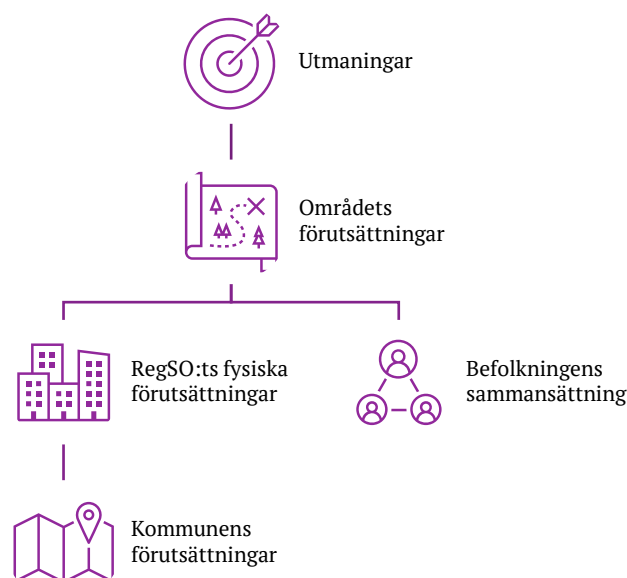 Utmaningar
Områdets
förutsättningar
RegSO:ts fysiska
förutsättningar
Befolkningens
sammansättning
Kommunens
förutsättningar